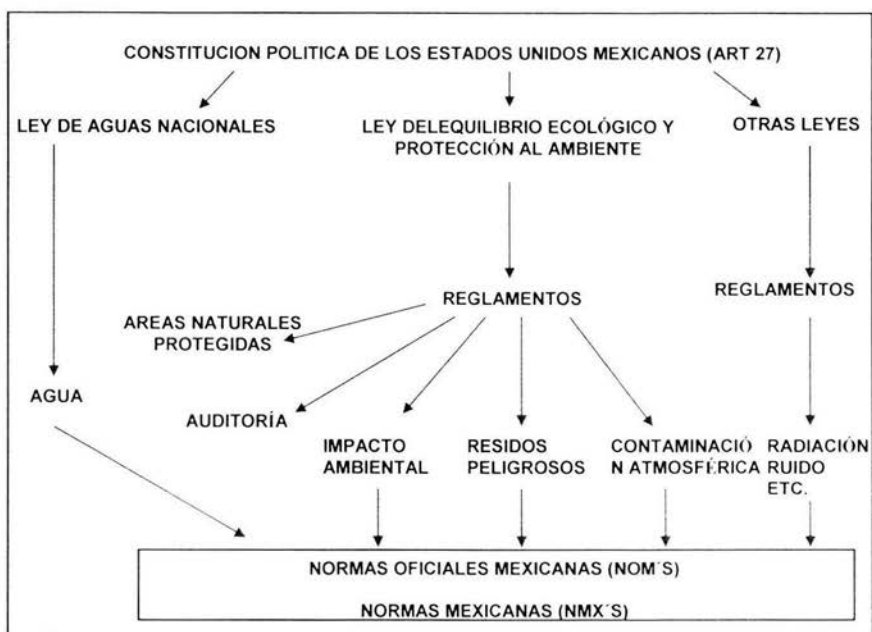 CONSTITUCION POLITICA DE LOS ESTADOS UNIDOS MEXICANOS (ART 27)
LEY DE AGUAS NACIONALES
LEY DELEQUILIBRIO ECOLÓGICO Y
PROTECCIÓN AL AMBIENTE
OTRAS LEYES
REGLAMENTOS
REGLAMENTOS
AREAS NATURALES
PROTEGIDAS
AGUA
AUDITORÍA
IMPACTO
AMBIENTAL
RESIDOS
PELIGROSOS
CONTAMINACIÓ
N ATMOSFÉRICA
RADIACIÓN
RUIDO
ETC.
NORMAS OFICIALES MEXICANAS (NOM´S)
NORMAS MEXICANAS (NMX´S)